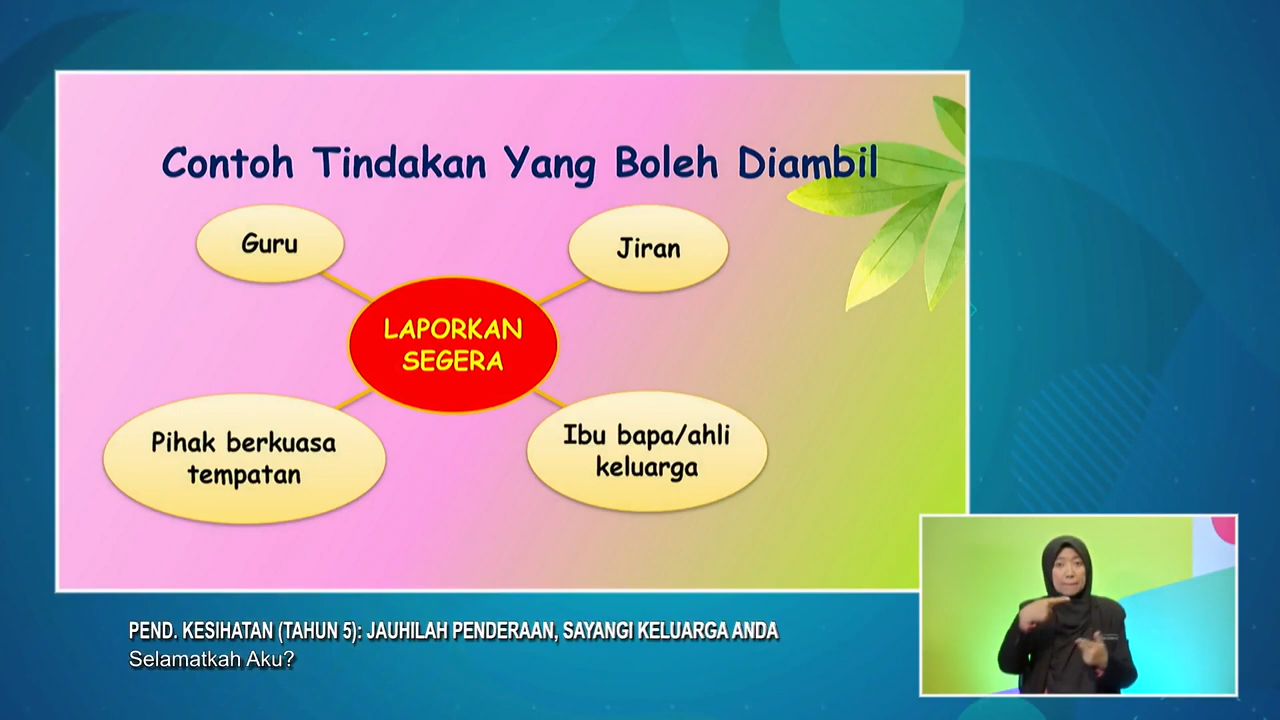 Contoh Tindakan Yang Boleh Diambil
Guru
Jiran
LAPORKAN
SEGERA
Pihak berkuasa
tempatan
Ibu bapa/ahli
keluarga
PEND. KESIHATAN (TAHUN 5): JAUHILAH PENDERAAN, SAYANGI KELUARGA ANDA
Selamatkah Aku?